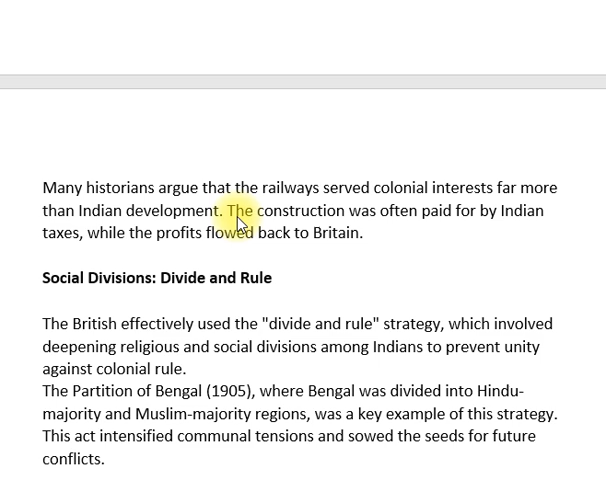 Many historians argue that the railways served colonial interests far more
than Indian development. The construction was often paid for by Indian
taxes, while the profits flowed back to Britain.
Social Divisions: Divide and Rule
The British effectively used the "divide and rule" strategy, which involved
deepening religious and social divisions among Indians to prevent unity
against colonial rule.
The Partition of Bengal (1905), where Bengal was divided into Hindu-
majority and Muslim-majority regions, was a key example of this strategy.
This act intensified communal tensions and sowed the seeds for future
conflicts.